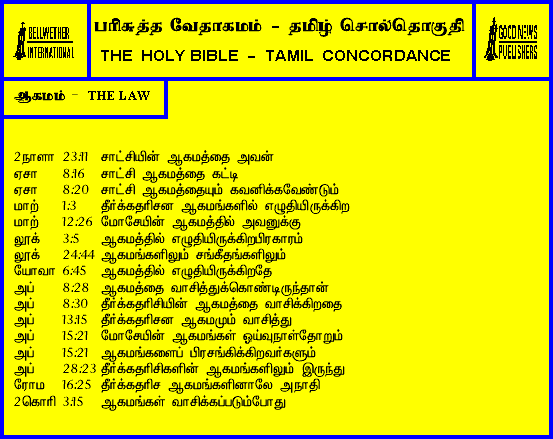 BELLWETHER
INTERNATIONAL
பரிசுத்த வேதாகமம் - தமிழ் சொல்தொகுதி
THE HOLY BIBLE - TAMIL CONCORDANCE
GOOD NEWS
PUBLISHERS
ஆகமம் - THE LAW
2நாளா 23:11 சாட்சியின் ஆகமத்தை அவன்
ஏசா 8:16 சாட்சி ஆகமத்தை கட்டி
ஏசா 8:20 சாட்சி ஆகமத்தையும் கவனிக்கவேண்டும்
மாற் 1:3 தீர்க்கதரிசன ஆகமங்களில் எழுதியிருக்கிற
மாற் 12:26 மோசேயின் ஆகமத்தில் அவனுக்கு
லூக் 3:5 ஆகமத்தில் எழுதியிருக்கிறபிரகாரம்
லூக் 24:44 ஆகமங்களிலும் சங்கீதங்களிலும்
யோவா 6:45 ஆகமத்தில் எழுதியிருக்கிறதே
அப் 8:28 ஆகமத்தை வாசித்துக்கொண்டிருந்தான்
அப் 8:30 தீர்க்கதரிசியின் ஆகமத்தை வாசிக்கிறதை
அப் 13:15 தீர்க்கதரிசன ஆகமமும் வாசித்து
அப் 15:21 மோசேயின் ஆகமங்கள் ஓய்வுநாள்தோறும்
அப் 15:21 ஆகமங்களைப் பிரசங்கிக்கிறவர்களும்
அப் 28:23 தீர்க்கதரிசிகளின் ஆகமங்களிலும் இருந்து
ரோம 16:25 தீர்க்கதரிச ஆகமங்களினாலே அநாதி
2கொரி 3:15 ஆகமங்கள் வாசிக்கப்படும்போது